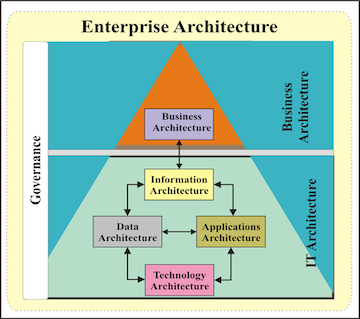 Enterprise Architecture
Governance
Business
Architecture
Business
Architecture
Information
Architecture
Data
Architecture
Applications
Architecture
Technology
Architecture
IT Architecture